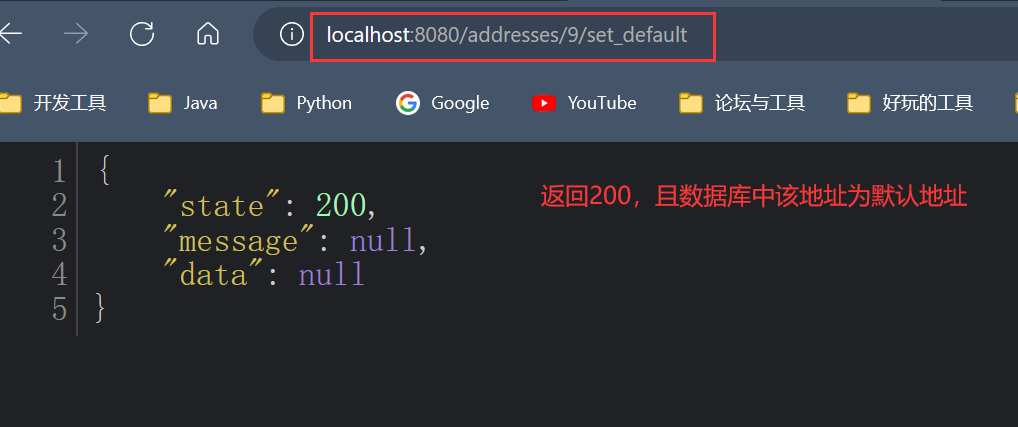 localhost:8080/addresses/9/set_default
开发工具 Java Python Google YouTube 论坛与工具 好玩的工具
1 {
2 "state": 200,
返回200，且数据库中该地址为默认地址
3 "message": null,
4 "data": null
5 }